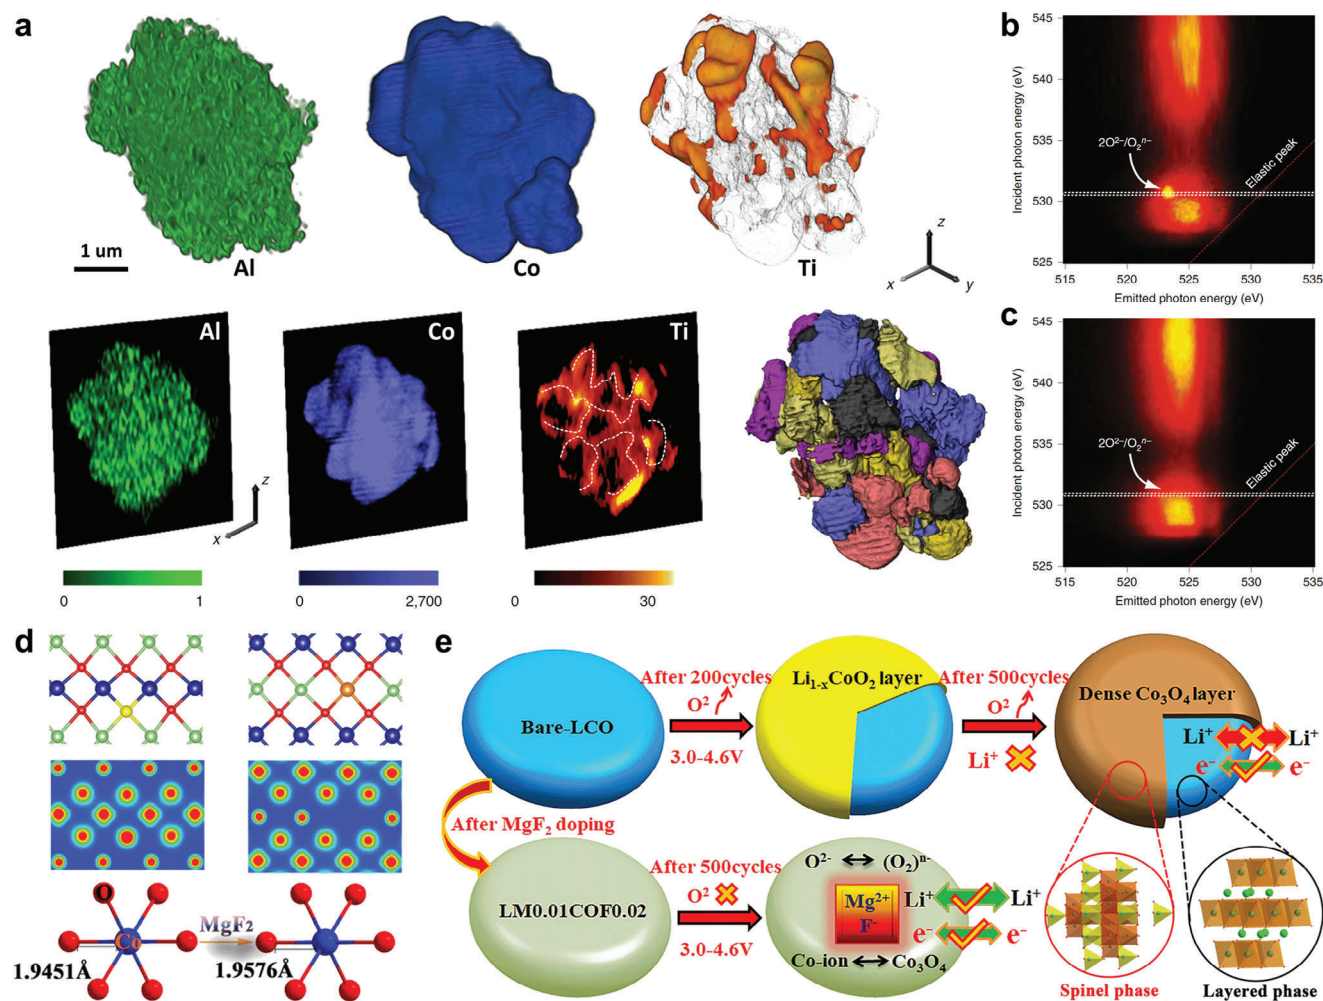 a
Al
Co
Ti
1 um
z
x
y
Al
Co
Ti
z
x
0
1
0
2,700
0
30
b
545
540
535
530
525
Incident photon energy (eV)
2O²⁻/O₂ⁿ⁻
Elastic peak
515
520
525
530
535
Emitted photon energy (eV)
c
545
540
535
530
525
Incident photon energy (eV)
2O²⁻/O₂ⁿ⁻
Elastic peak
515
520
525
530
535
Emitted photon energy (eV)
d
O
Co
MgF₂
1.9451Å
1.9576Å
e
Bare-LCO
After 200cycles
O²
3.0-4.6V
Li₁₋ₓCoO₂ layer
After 500cycles
O²
Li⁺
Dense Co₃O₄ layer
Li⁺
Li⁺
e⁻
e⁻
After MgF₂ doping
LM0.01COF0.02
After 500cycles
O²
3.0-4.6V
O²⁻
(O₂)ⁿ⁻
Mg²⁺
F⁻
Li⁺
Li⁺
e⁻
e⁻
Co-ion
Co₃O₄
Spinel phase
Layered phase